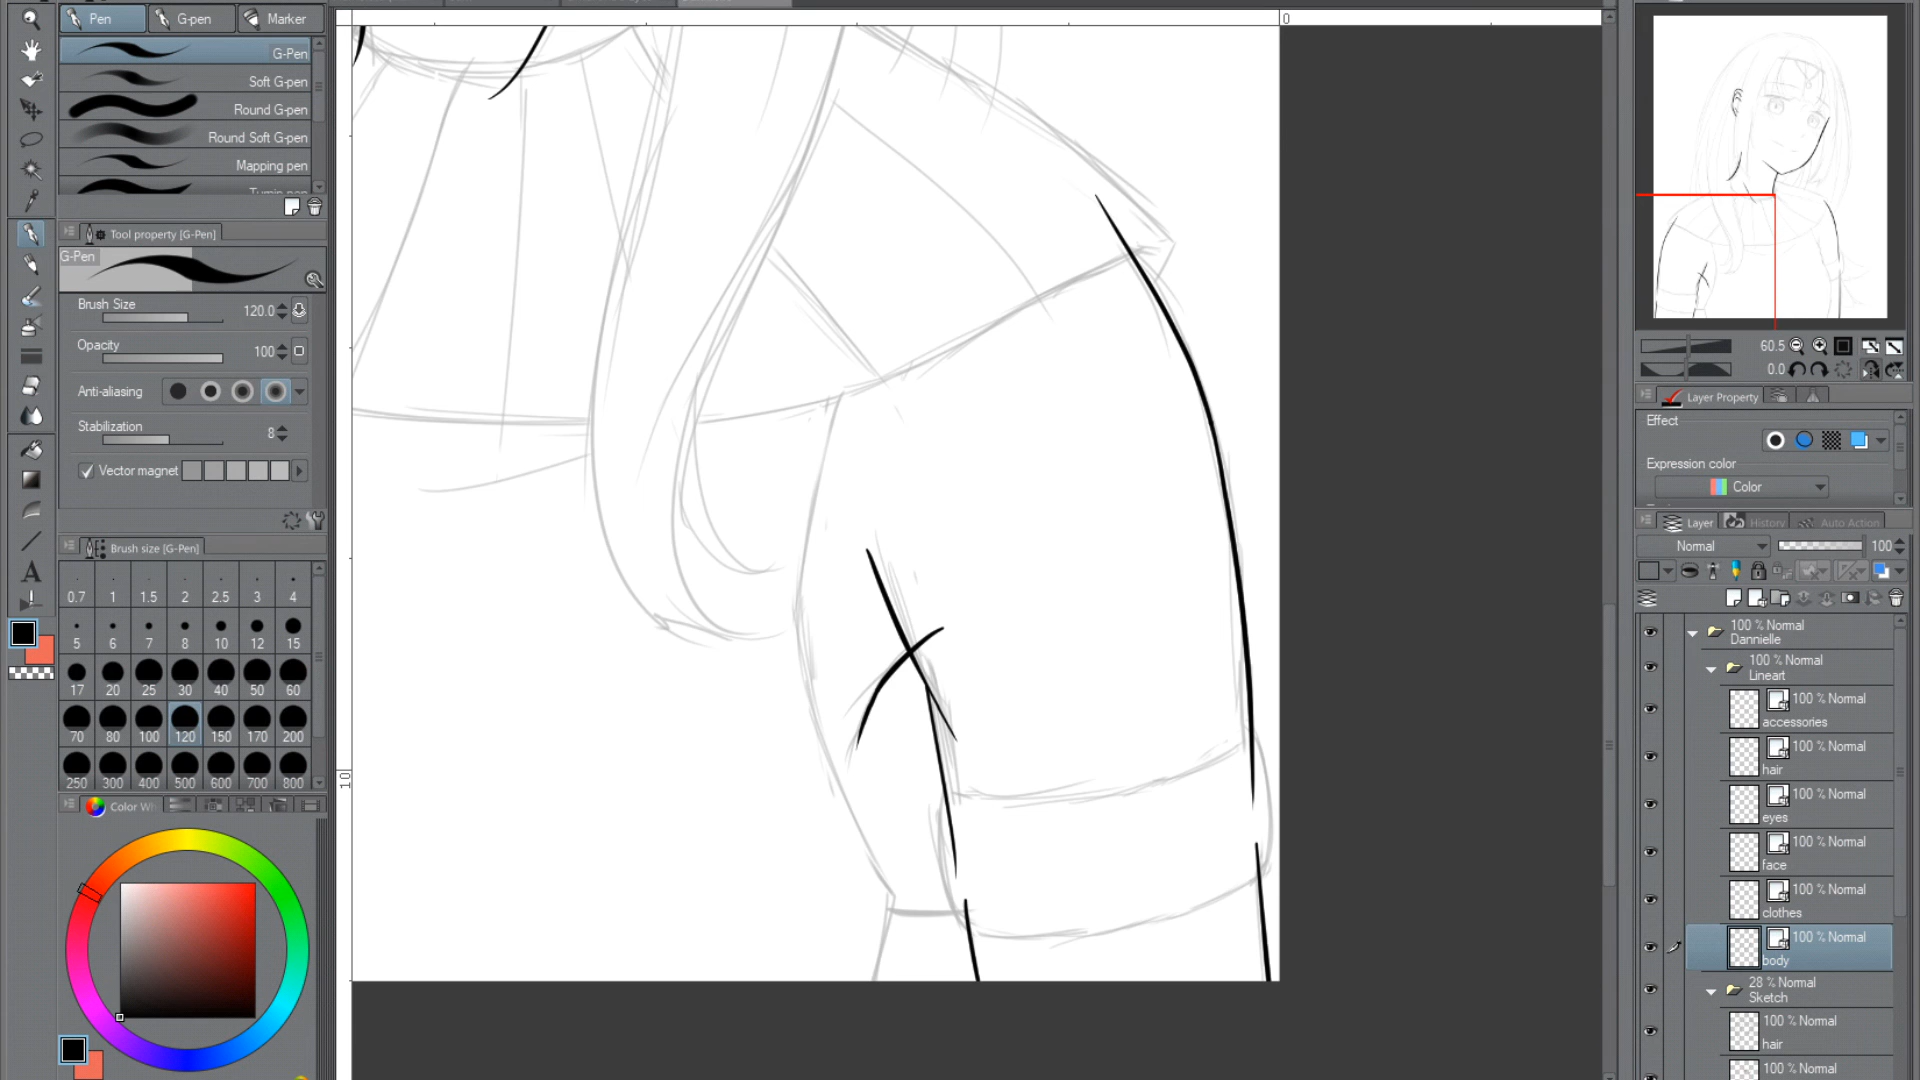 Pen
G-pen
Marker
G-Pen
Soft G-pen
Round G-pen
Round Soft G-pen
Mapping pen
Turnip pen
Tool property [G-Pen]
G-Pen
Brush Size
120.0
Opacity
100
Anti-aliasing
Stabilization
8
Vector magnet
Brush size [G-Pen]
0.7 1 1.5 2 2.5 3 4
5 6 7 8 10 12 15
17 20 25 30 40 50 60
70 80 100 120 150 170 200
250 300 400 500 600 700 800
Color Wh
0
10
60.5
0.0
Layer Property
Effect
Expression color
Color
Layer
History
Auto Action
Normal
100
100 % Normal
Dannielle
100 % Normal
Lineart
100 % Normal
accessories
100 % Normal
hair
100 % Normal
eyes
100 % Normal
face
100 % Normal
clothes
100 % Normal
body
28 % Normal
Sketch
100 % Normal
hair
100 % Normal